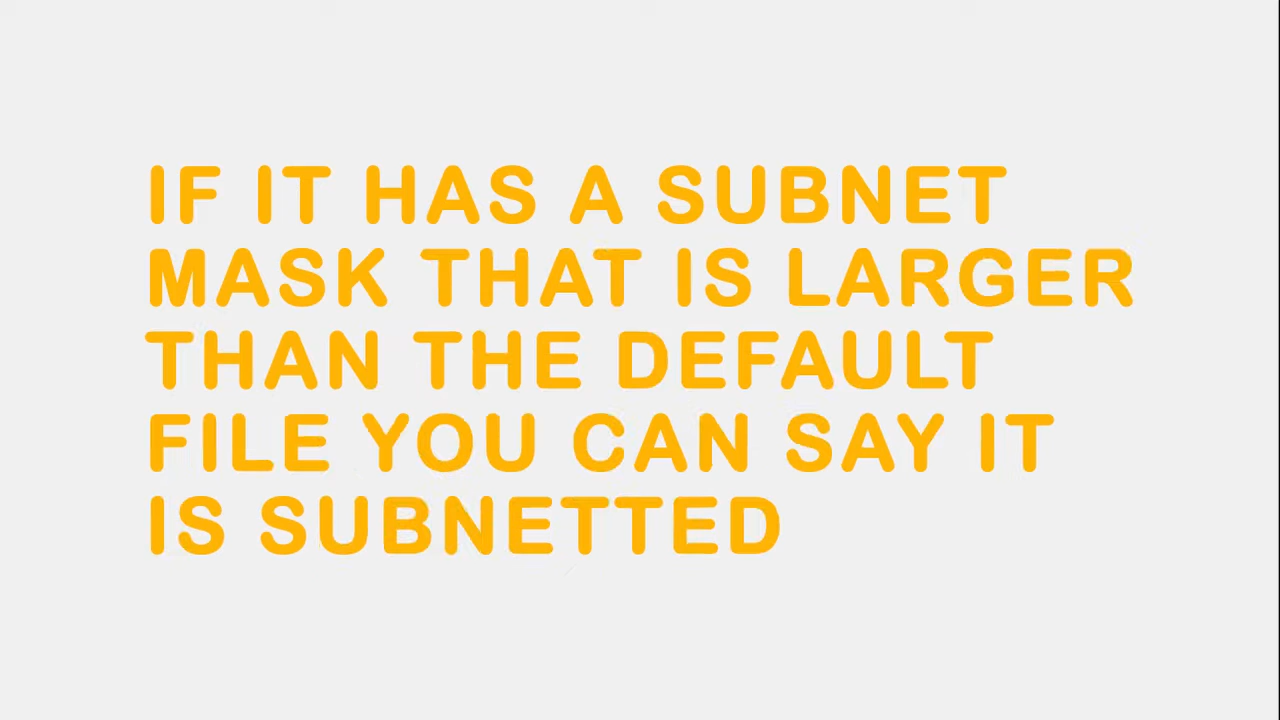 IF IT HAS A SUBNET
MASK THAT IS LARGER
THAN THE DEFAULT
FILE YOU CAN SAY IT
IS SUBNETTED